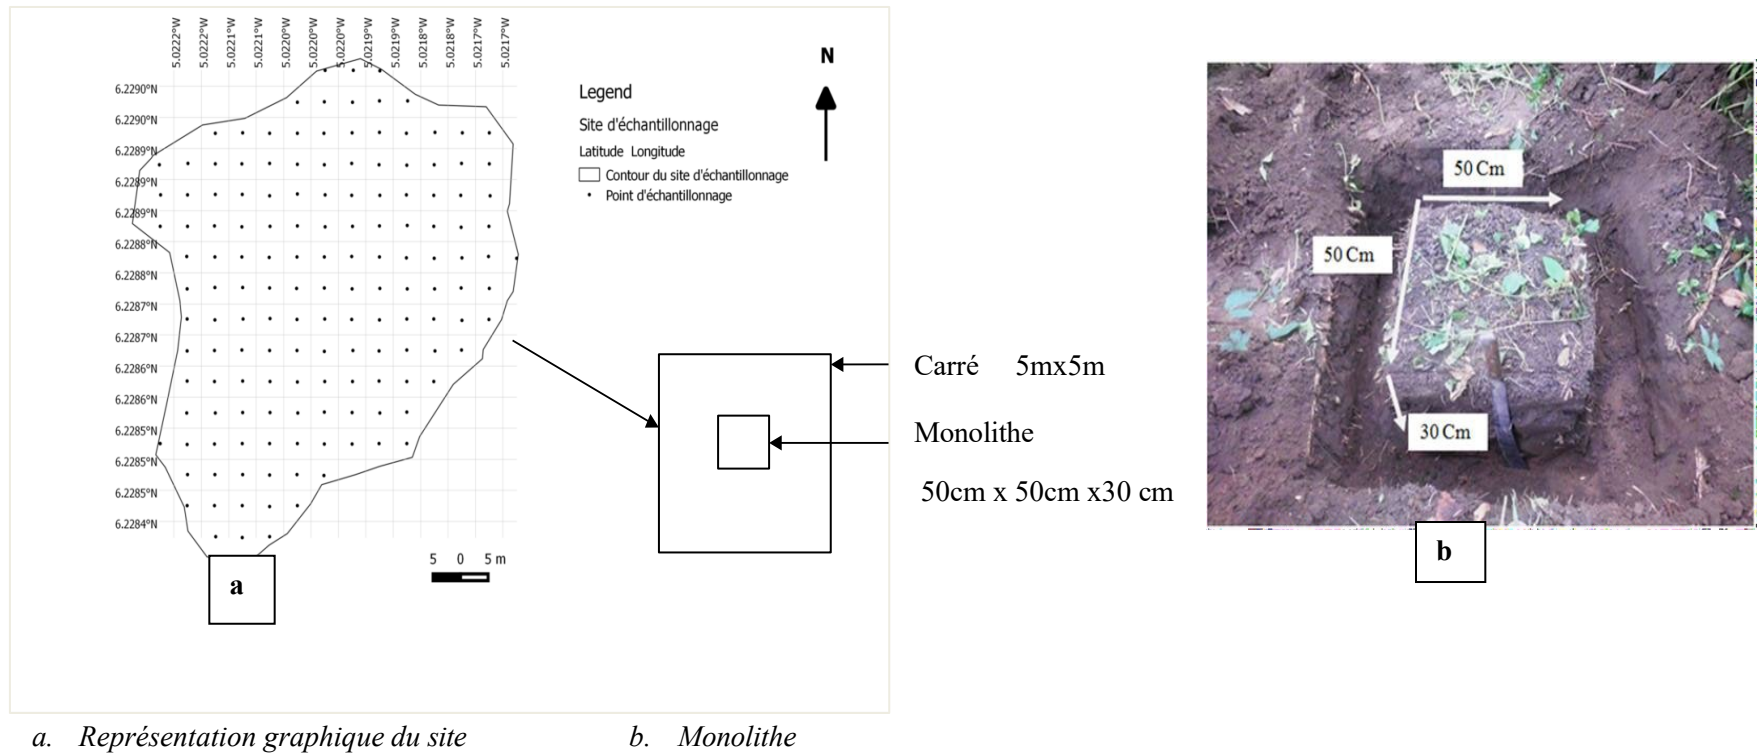 5.0222°W
5.0222°W
5.0221°W
5.0221°W
5.0220°W
5.0220°W
5.0220°W
5.0219°W
5.0219°W
5.0218°W
5.0218°W
5.0217°W
5.0217°W
6.2290°N
6.2290°N
6.2289°N
6.2289°N
6.2289°N
6.2288°N
6.2288°N
6.2287°N
6.2287°N
6.2286°N
6.2286°N
6.2285°N
6.2285°N
6.2285°N
6.2284°N
Legend
Site d'échantillonnage
Latitude Longitude
Contour du site d'échantillonnage
Point d'échantillonnage
N
5 0 5 m
a
Carré 5mx5m
Monolithe
50cm x 50cm x30 cm
50 Cm
50 Cm
30 Cm
b
a. Représentation graphique du site b. Monolithe